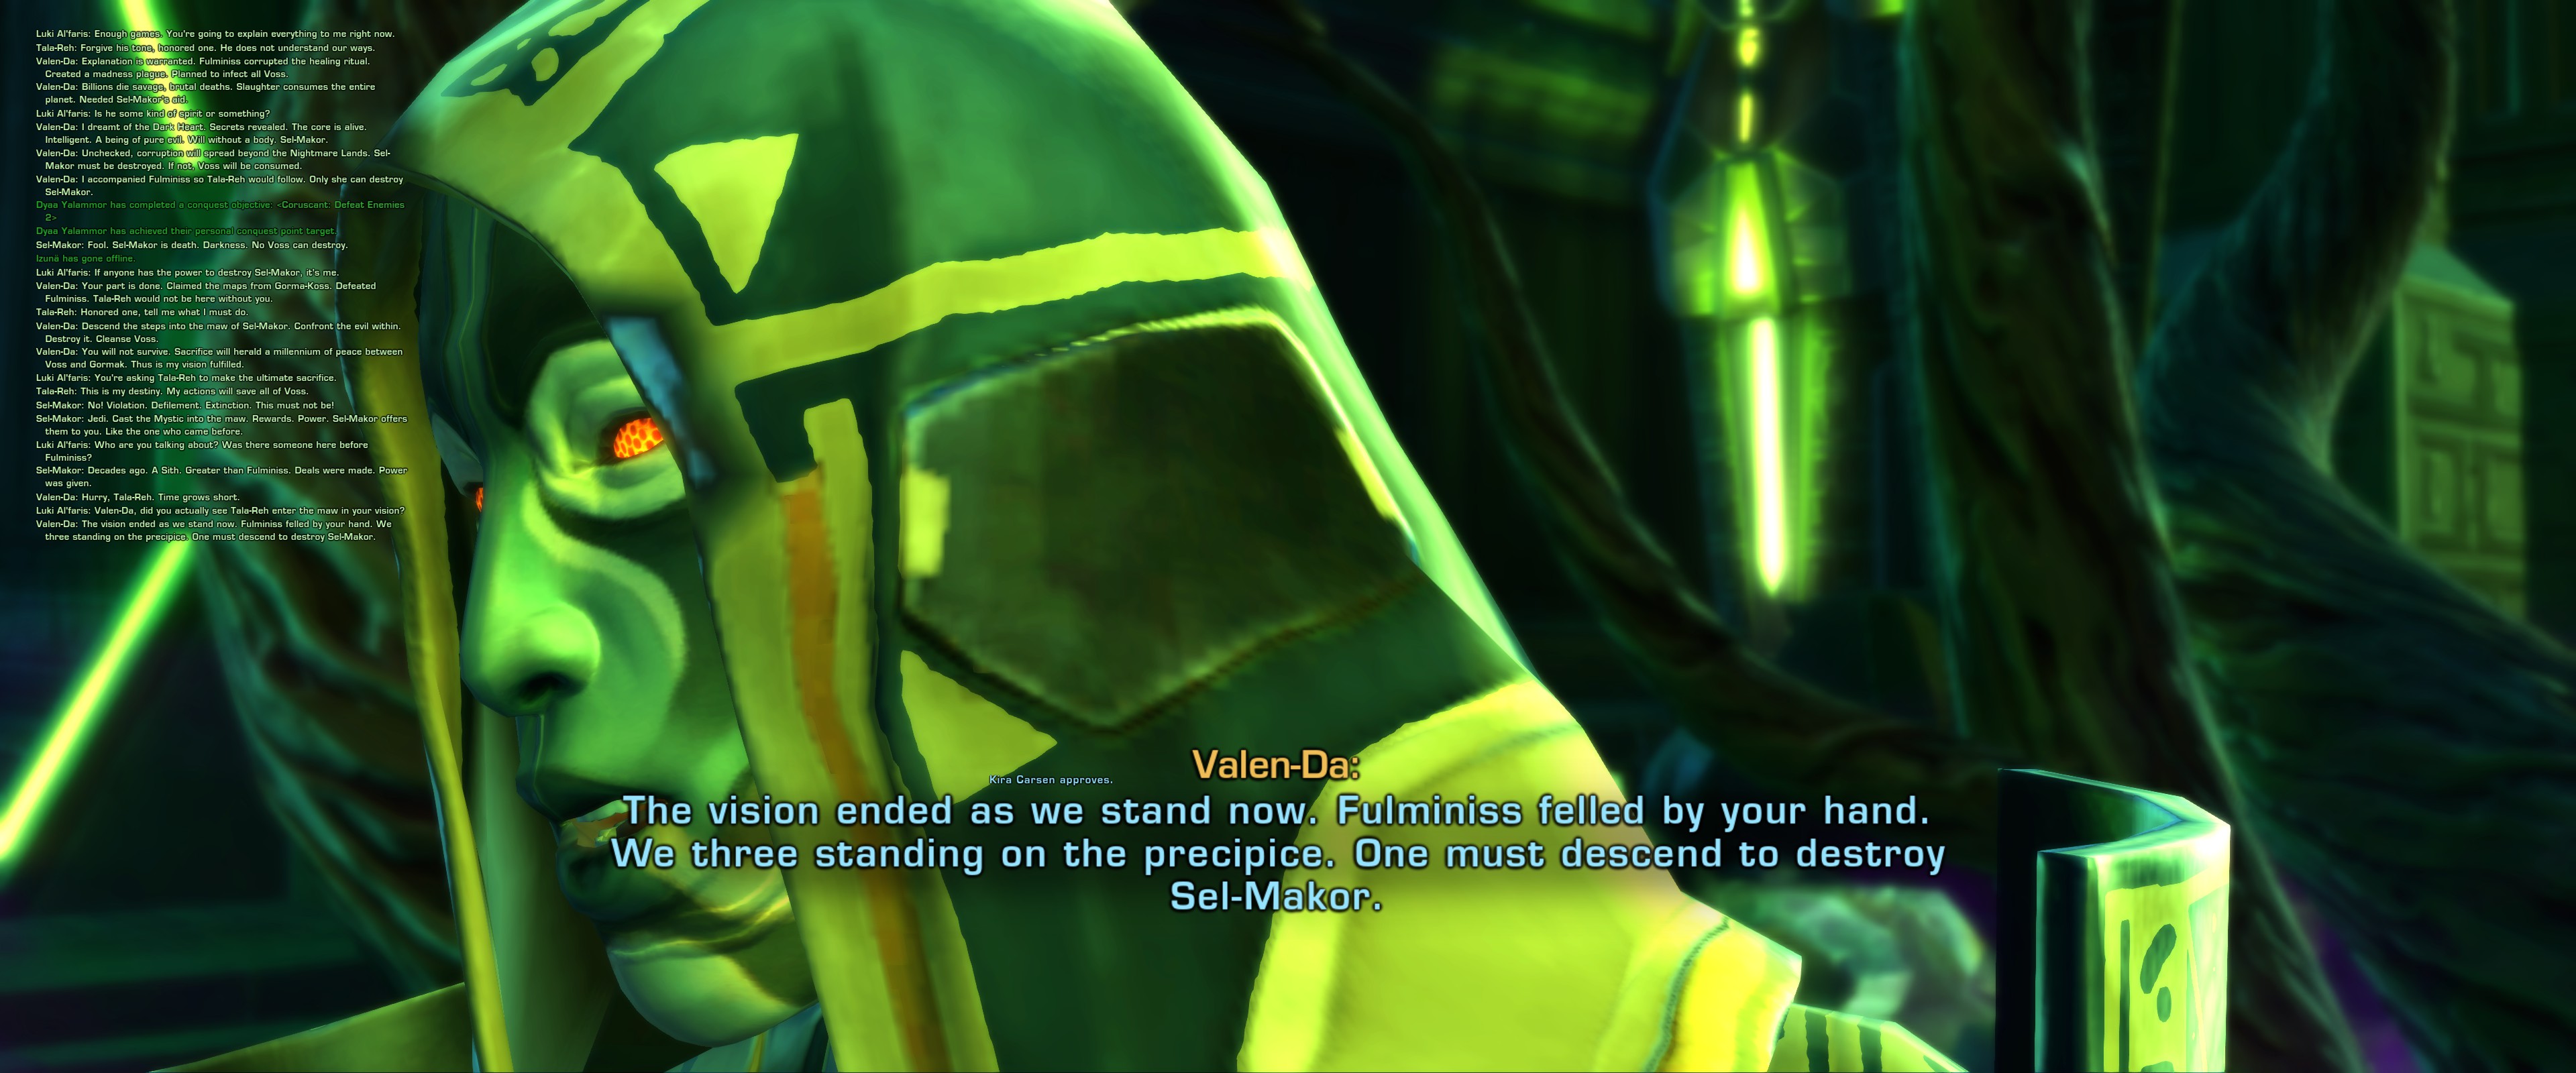 Luki Al'faris: Enough games. You're going to explain everything to me right now.
Tala-Reh: Forgive his tone, honored one. He does not understand our ways.
Valen-Da: Explanation is warranted. Fulminiss corrupted the healing ritual.
Created a madness plague. Planned to infect all Voss.
Valen-Da: Billions die savage, brutal deaths. Slaughter consumes the entire
planet. Needed Sel-Makor's aid.
Luki Al'faris: Is he some kind of spirit or something?
Valen-Da: I dreamt of the Dark Heart. Secrets revealed. The core is alive.
Intelligent. A being of pure evil. Will without a body. Sel-Makor.
Valen-Da: Unchecked, corruption will spread beyond the Nightmare Lands. Sel-
Makor must be destroyed. If not, Voss will be consumed.
Valen-Da: I accompanied Fulminiss so Tala-Reh would follow. Only she can destroy
Sel-Makor.
Dyaa Yalammor has completed a conquest objective: <Coruscant: Defeat Enemies
2>
Dyaa Yalammor has achieved their personal conquest point target.
Sel-Makor: Fool. Sel-Makor is death. Darkness. No Voss can destroy.
Izunà has gone offline.
Luki Al'faris: If anyone has the power to destroy Sel-Makor, it's me.
Valen-Da: Your part is done. Claimed the maps from Gorma-Koss. Defeated
Fulminiss. Tala-Reh would not be here without you.
Tala-Reh: Honored one, tell me what I must do.
Valen-Da: Descend the steps into the maw of Sel-Makor. Confront the evil within.
Destroy it. Cleanse Voss.
Valen-Da: You will not survive. Sacrifice will herald a millennium of peace between
Voss and Gormak. Thus is my vision fulfilled.
Luki Al'faris: You're asking Tala-Reh to make the ultimate sacrifice.
Tala-Reh: This is my destiny. My actions will save all of Voss.
Sel-Makor: No! Violation. Defilement. Extinction. This must not be!
Sel-Makor: Jedi. Cast the Mystic into the maw. Rewards. Power. Sel-Makor offers
them to you. Like the one who came before.
Luki Al'faris: Who are you talking about? Was there someone here before
Fulminiss?
Sel-Makor: Decades ago. A Sith. Greater than Fulminiss. Deals were made. Power
was given.
Valen-Da: Hurry, Tala-Reh. Time grows short.
Luki Al'faris: Valen-Da, did you actually see Tala-Reh enter the maw in your vision?
Valen-Da: The vision ended as we stand now. Fulminiss felled by your hand. We
three standing on the precipice. One must descend to destroy Sel-Makor.
Valen-Da:
Kira Carsen approves.
The vision ended as we stand now. Fulminiss felled by your hand.
We three standing on the precipice. One must descend to destroy
Sel-Makor.